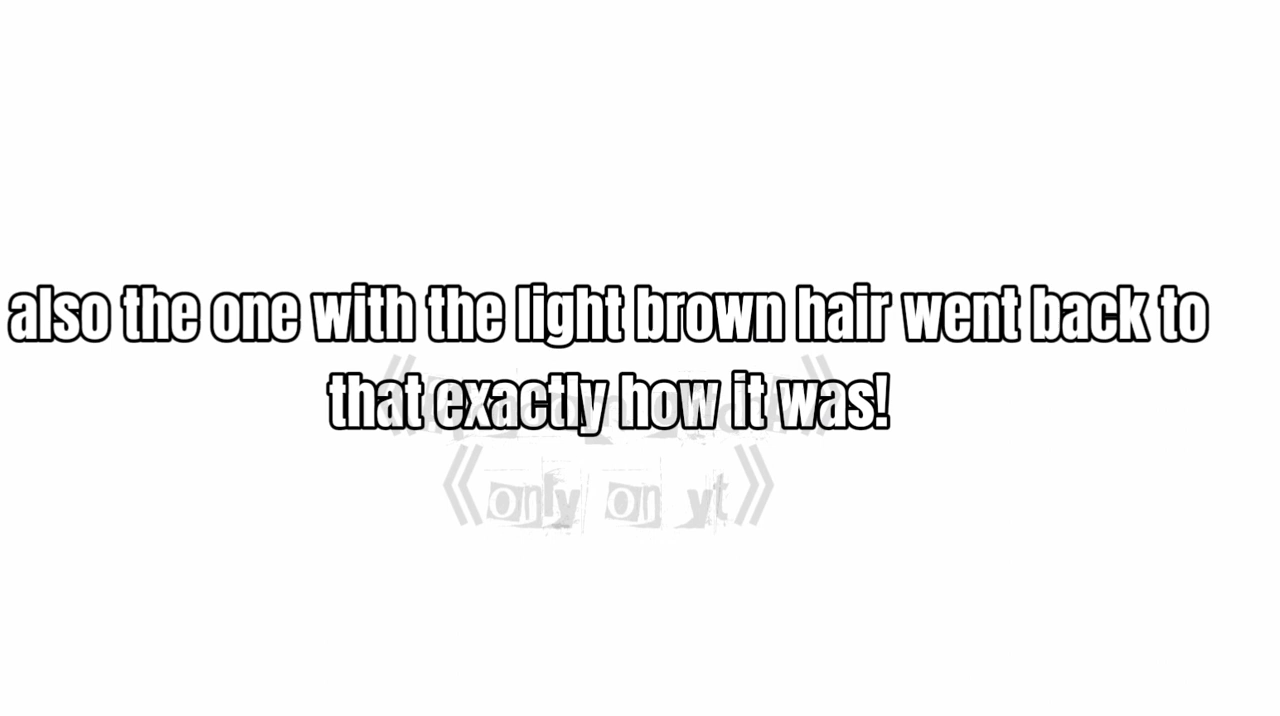 also the one with the light brown hair went back to
that exactly how it was!
《only on yt》